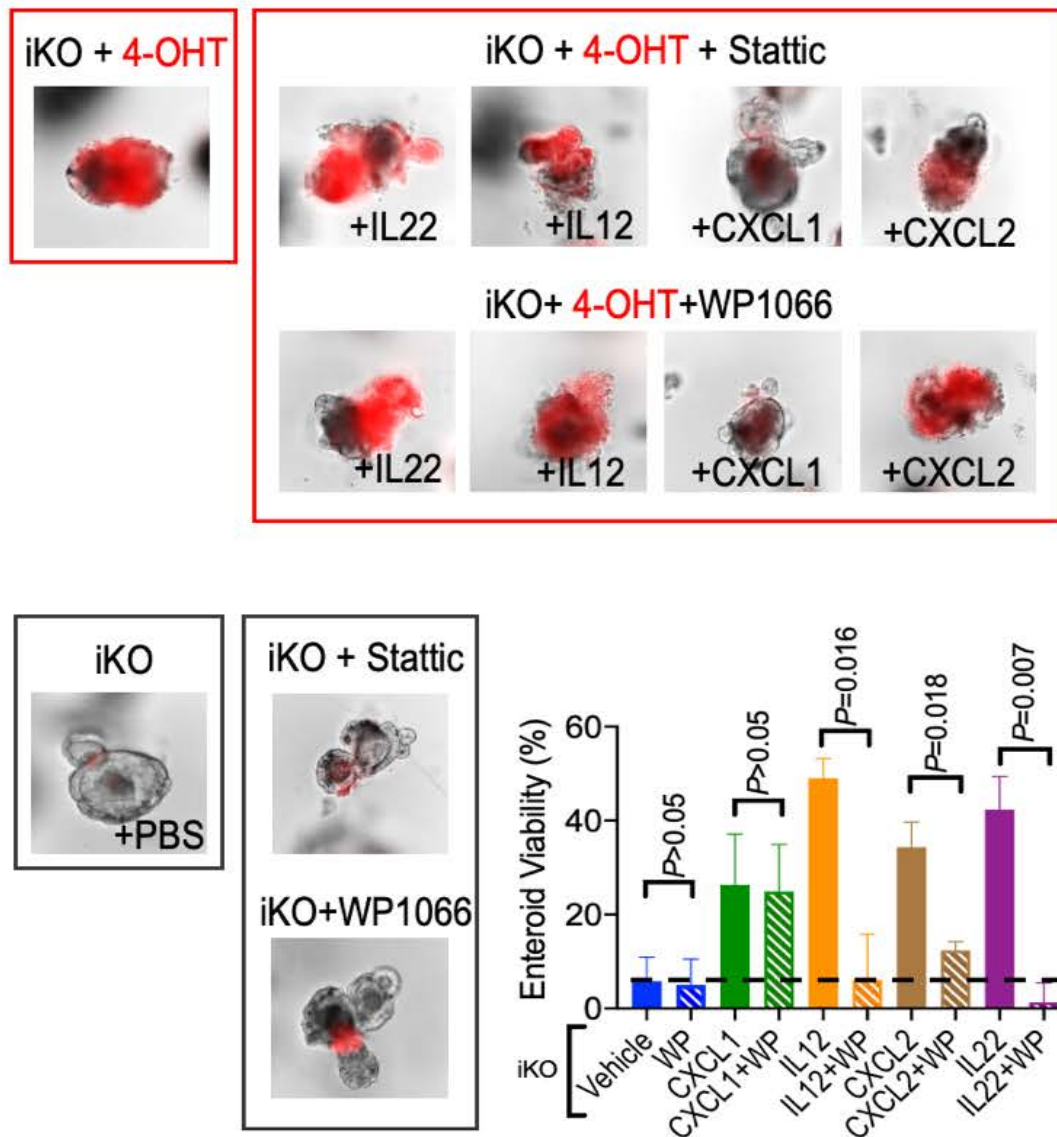 iKO + 4-OHT
iKO + 4-OHT + Stattic
+IL22
+IL12
+CXCL1
+CXCL2
iKO+ 4-OHT+WP1066
+IL22
+IL12
+CXCL1
+CXCL2
iKO
+PBS
iKO + Stattic
iKO+WP1066
Enteroid Viability (%)
60
40
20
0
P>0.05
P>0.05
P=0.016
P=0.018
P=0.007
iKO
Vehicle
WP
CXCL1
CXCL1+WP
IL12
IL12+WP
CXCL2
CXCL2+WP
IL22
IL22+WP